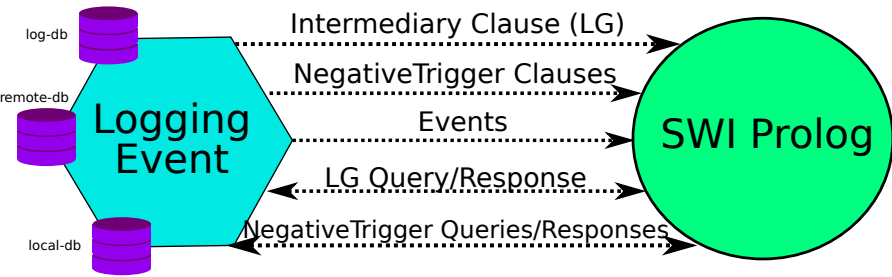 log-db
remote-db
local-db
Logging
Event
Intermediary Clause (LG)
NegativeTrigger Clauses
Events
LG Query/Response
NegativeTrigger Queries/Responses
SWI Prolog